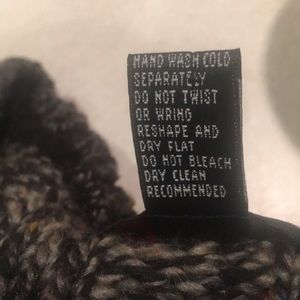 HAND WASH COLD
SEPARATELY
DO NOT TWIST
OR WRING
RESHAPE AND
DRY FLAT
DO NOT BLEACH
DRY CLEAN
RECOMMENDED